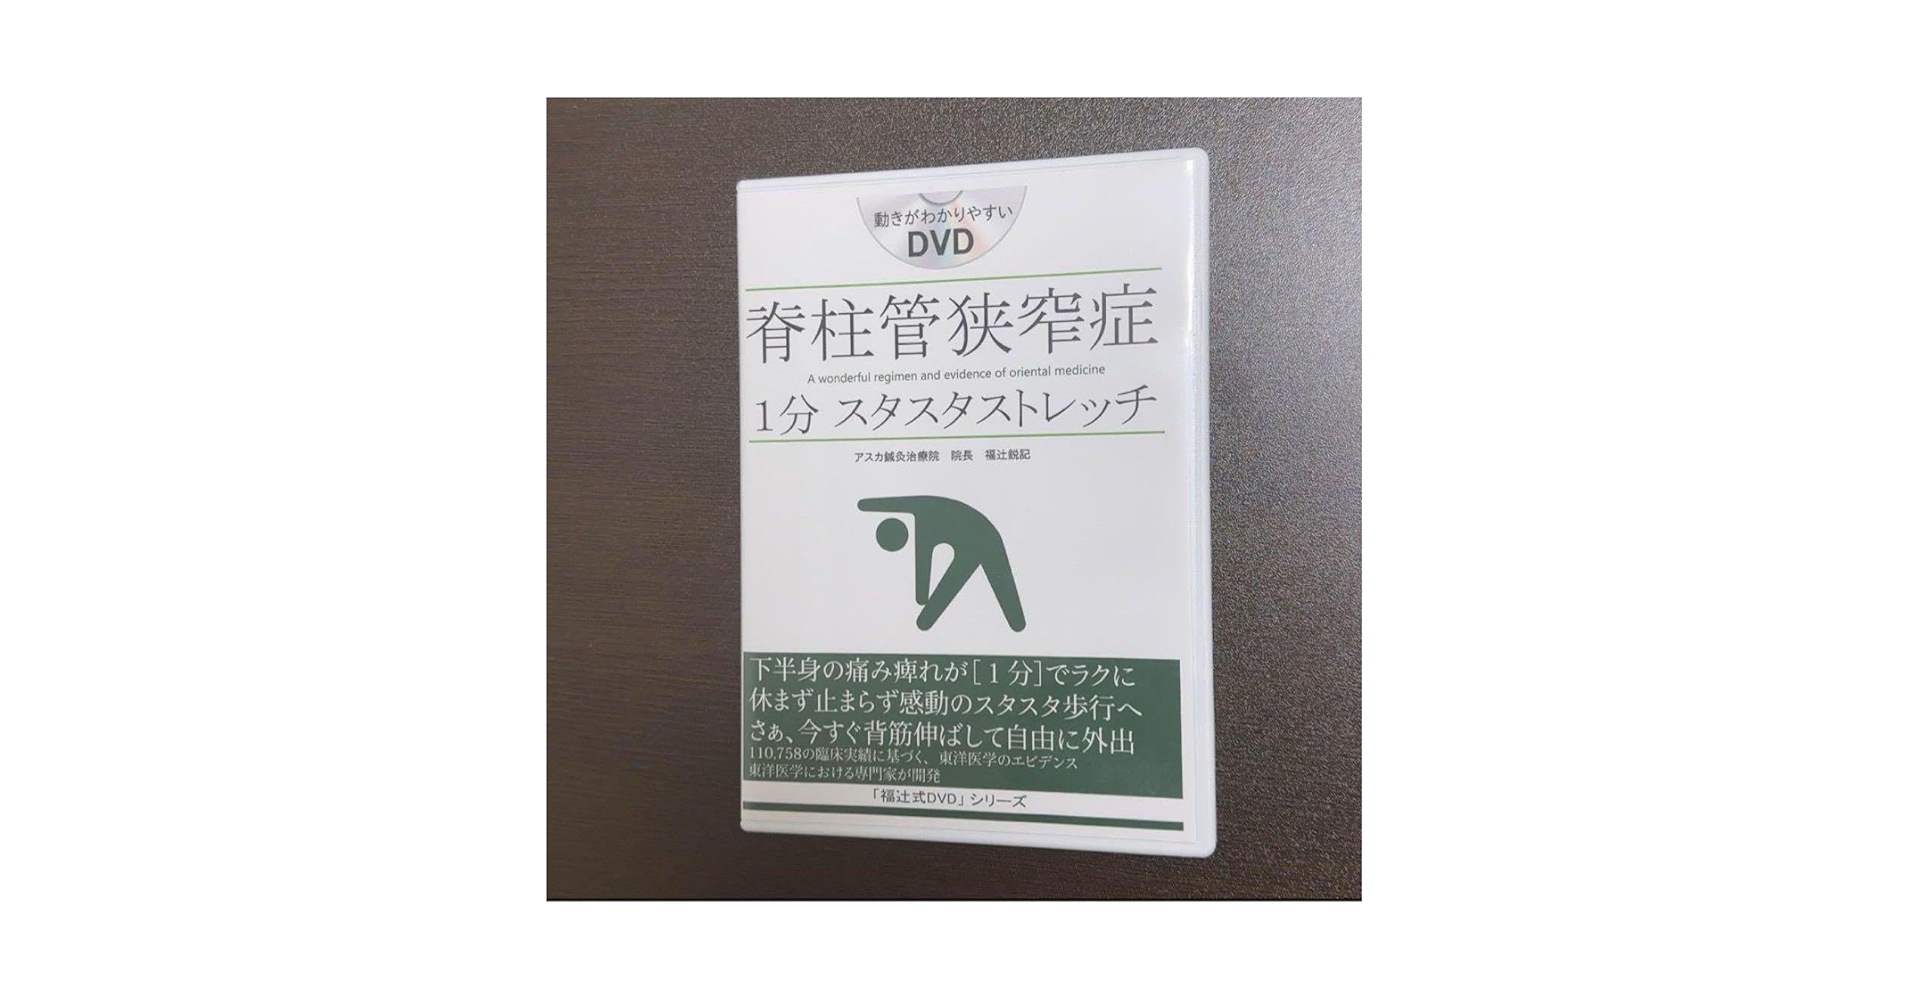 動きがわかりやすい
DVD
脊柱管狭窄症
A wonderful regimen and evidence of oriental medicine
1分 スタスタストレッチ
アスカ鍼灸治療院 院長 福辻鋭記
下半身の痛み痺れが[1分]でラクに
休まず止まらず感動のスタスタ歩行へ
さぁ、今すぐ背筋伸ばして自由に外出
110,758の臨床実績に基づく、東洋医学のエビデンス
東洋医学における専門家が開発
「福辻式DVD」シリーズ